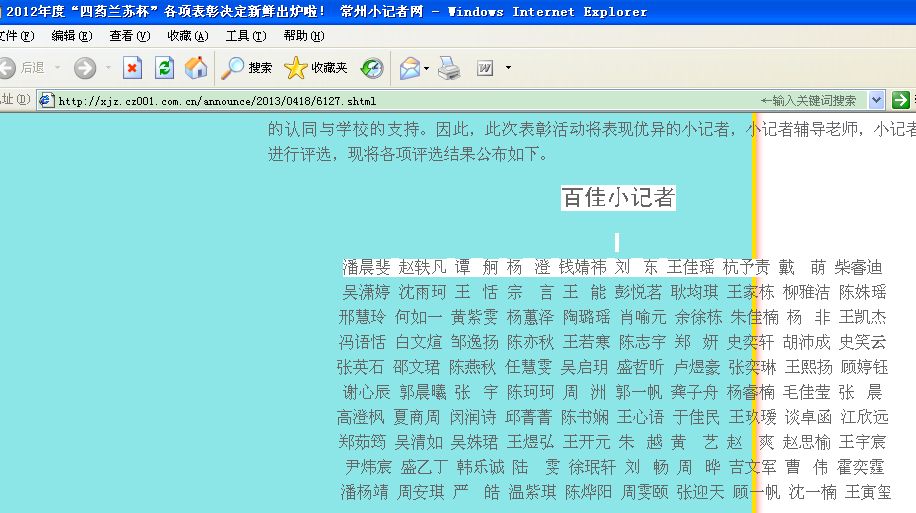 2012年度“四药兰苏杯”各项表彰决定新鲜出炉啦! 常州小记者网 - Windows Internet Explorer
文件(F) 编辑(E) 查看(V) 收藏(A) 工具(T) 帮助(H)
后退 搜索 收藏夹
址(D) http://xjz.cz001.com.cn/announce/2013/0418/6127.shtml ←输入关键词搜索
的认同与学校的支持。因此，此次表彰活动将表现优异的小记者，小记者辅导老师，小记者
进行评选，现将各项评选结果公布如下。
百佳小记者
潘晨斐 赵轶凡 谭 舸 杨 澄 钱婧祎 刘 东 王佳瑶 杭予责 戴 萌 柴睿迪
吴潇婷 沈雨珂 王 恬 宗 言 王 能 彭悦茗 耿均琪 王家栋 柳雅洁 陈姝瑶
邢慧玲 何如一 黄紫雯 杨蕙泽 陶璐瑶 肖喻元 余徐栋 朱佳楠 杨 非 王凯杰
冯语恬 白文煊 邹逸扬 陈亦秋 王若寒 陈志宇 郑 妍 史奕轩 胡沛成 史笑云
张英石 邵文珺 陈燕秋 任慧雯 吴启玥 盛哲昕 卢煜豪 张奕琳 王熙扬 顾婷钰
谢心辰 郭晨曦 张 宇 陈珂珂 周 洲 郭一帆 龚子舟 杨睿楠 毛佳莹 张 晨
高澄枫 夏商周 闵润诗 邱菁菁 陈书娴 王心语 于佳民 王玖瑷 谈卓函 江欣远
郑茹筠 吴清如 吴姝珺 王煜弘 王开元 朱 越 黄 艺 赵 爽 赵思榆 王宇宸
尹炜宸 盛乙丁 韩乐诚 陆 雯 徐珉轩 刘 畅 周 晔 吉文军 曹 伟 霍奕霆
潘杨靖 周安琪 严 皓 温紫琪 陈烨阳 周雯颐 张迎天 顾一帆 沈一楠 王寅玺